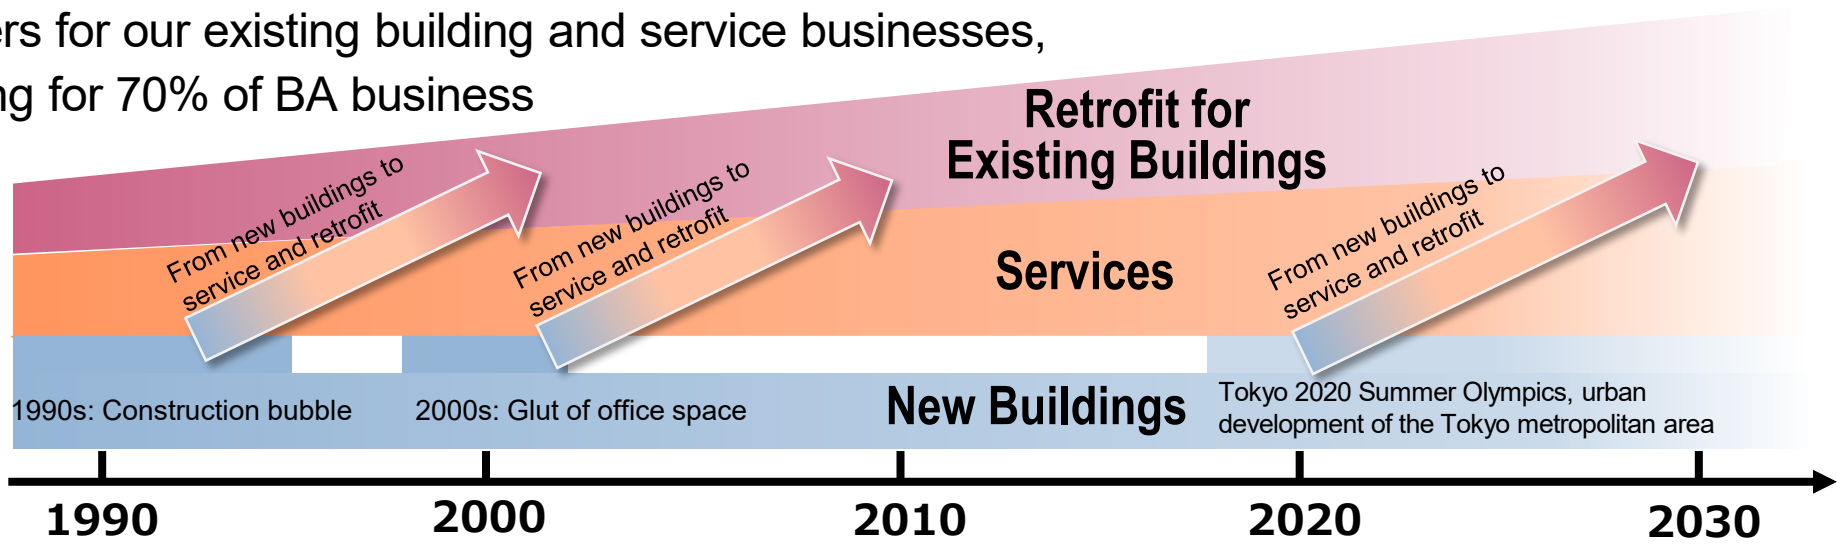 for our existing building and service businesses,
for 70% of BA business
Retrofit for
Existing Buildings
From new buildings to
service and retrofit
From new buildings to
service and retrofit
From new buildings to
service and retrofit
Services
New Buildings
1990s: Construction bubble
2000s: Glut of office space
Tokyo 2020 Summer Olympics, urban
development of the Tokyo metropolitan area
1990
2000
2010
2020
2030